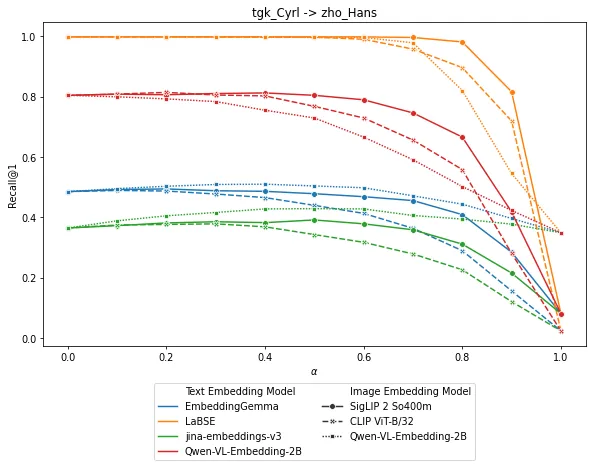 tgk_Cyrl -> zho_Hans
1.0
0.8
0.6
0.4
0.2
0.0
Recall@1
0.0 0.2 0.4 0.6 0.8 1.0
α
Text Embedding Model Image Embedding Model
EmbeddingGemma SigLIP 2 So400m
LaBSE CLIP ViT-B/32
jina-embeddings-v3 Qwen-VL-Embedding-2B
Qwen-VL-Embedding-2B